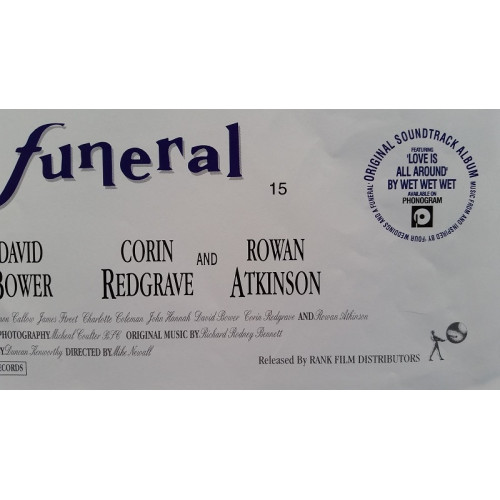 funeral
15
DAVID CORIN AND ROWAN
BOWER REDGRAVE ATKINSON
Callow James Fleet Charlotte Coleman John Hannah David Bower Corin Redgrave AND Rowan Atkinson
PHOTOGRAPHY Michael Coulter BSC ORIGINAL MUSIC BY Richard Rodney Bennett
Duncan Kenworthy DIRECTED BY Mike Newell
RECORDS
Released By RANK FILM DISTRIBUTORS
ORIGINAL SOUNDTRACK ALBUM
MUSIC FROM AND INSPIRED BY 'FOUR WEDDINGS AND A FUNERAL'
FEATURING
'LOVE IS
ALL AROUND'
BY WET WET WET
AVAILABLE ON
PHONOGRAM